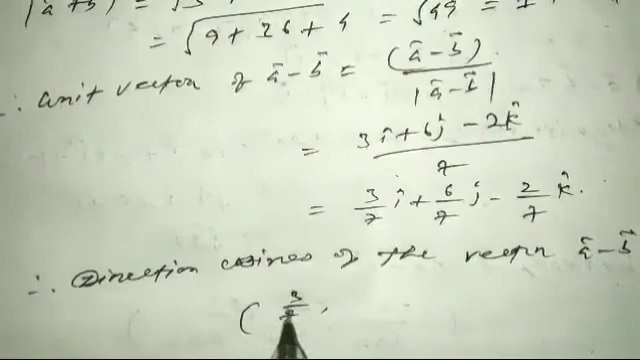 = √9 + 36 + 4 = √49 = 7
∴ Unit vector of a̅ - b̅ = (a̅ - b̅) / |a̅ - b̅|
= 3î + 6ĵ - 2k̂ / 7
= 3/7 î + 6/7 ĵ - 2/7 k̂.
∴ Direction cosines of the vector a̅ - b̅
( 3/7 ,